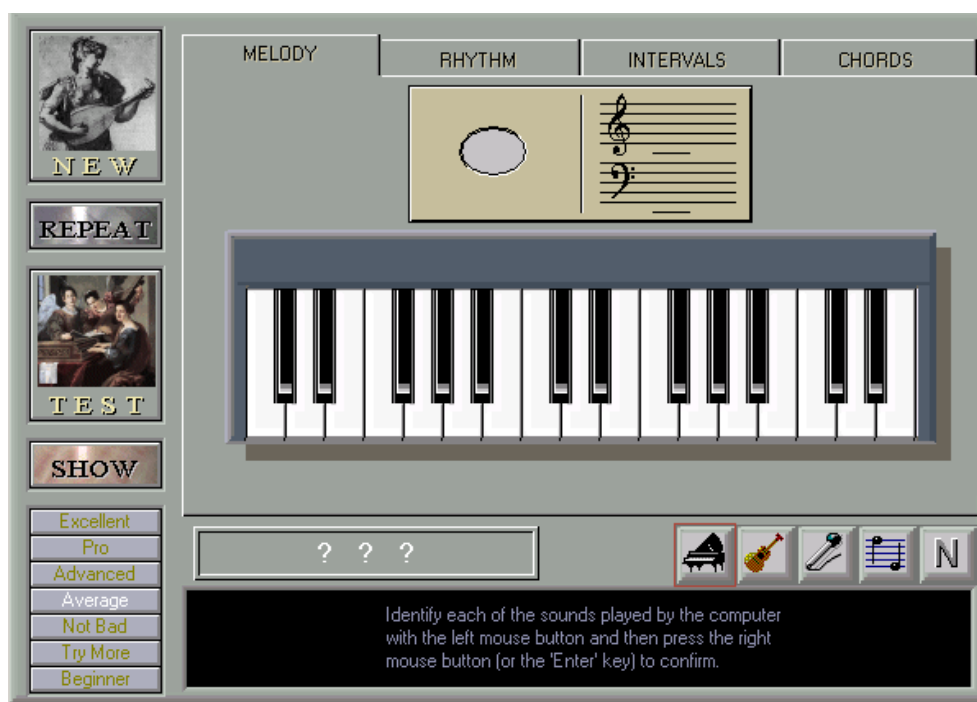 MELODY
RHYTHM
INTERVALS
CHORDS
NEW
REPEAT
TEST
SHOW
Excellent
Pro
Advanced
Average
Not Bad
Try More
Beginner
? ? ?
N
Identify each of the sounds played by the computer
with the left mouse button and then press the right
mouse button (or the 'Enter' key) to confirm.